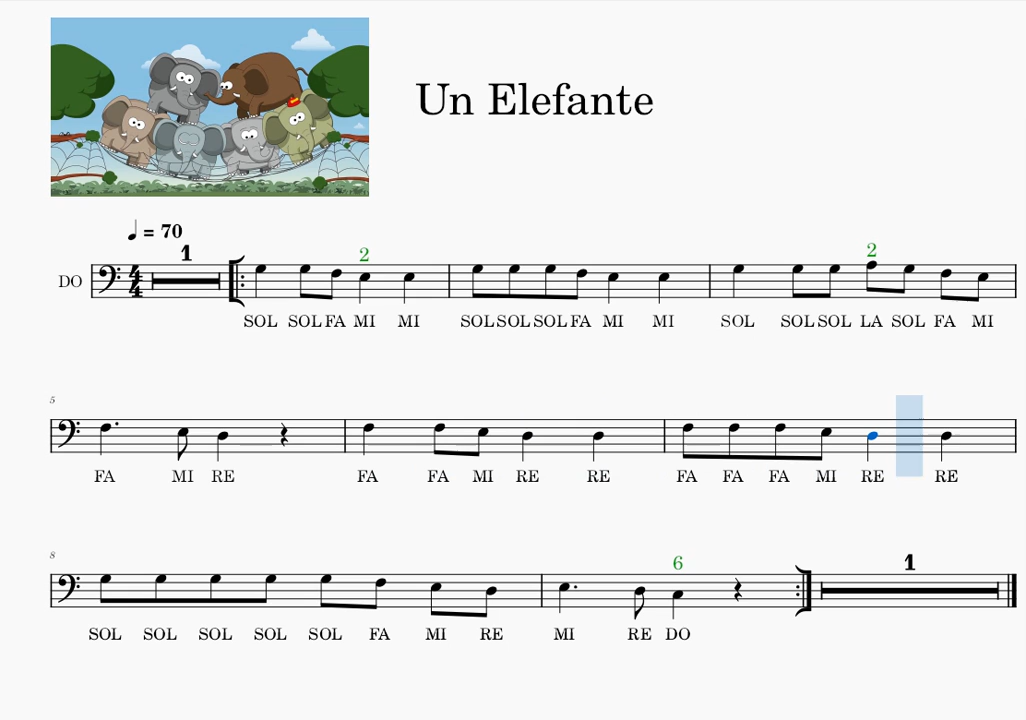 Un Elefante
♩ = 70
1 2 2
DO 4/4
SOL SOL FA MI MI SOL SOL SOL FA MI MI SOL SOL SOL LA SOL FA MI
5
FA MI RE FA FA MI RE RE FA FA FA MI RE RE
8
6 1
SOL SOL SOL SOL SOL FA MI RE MI RE DO